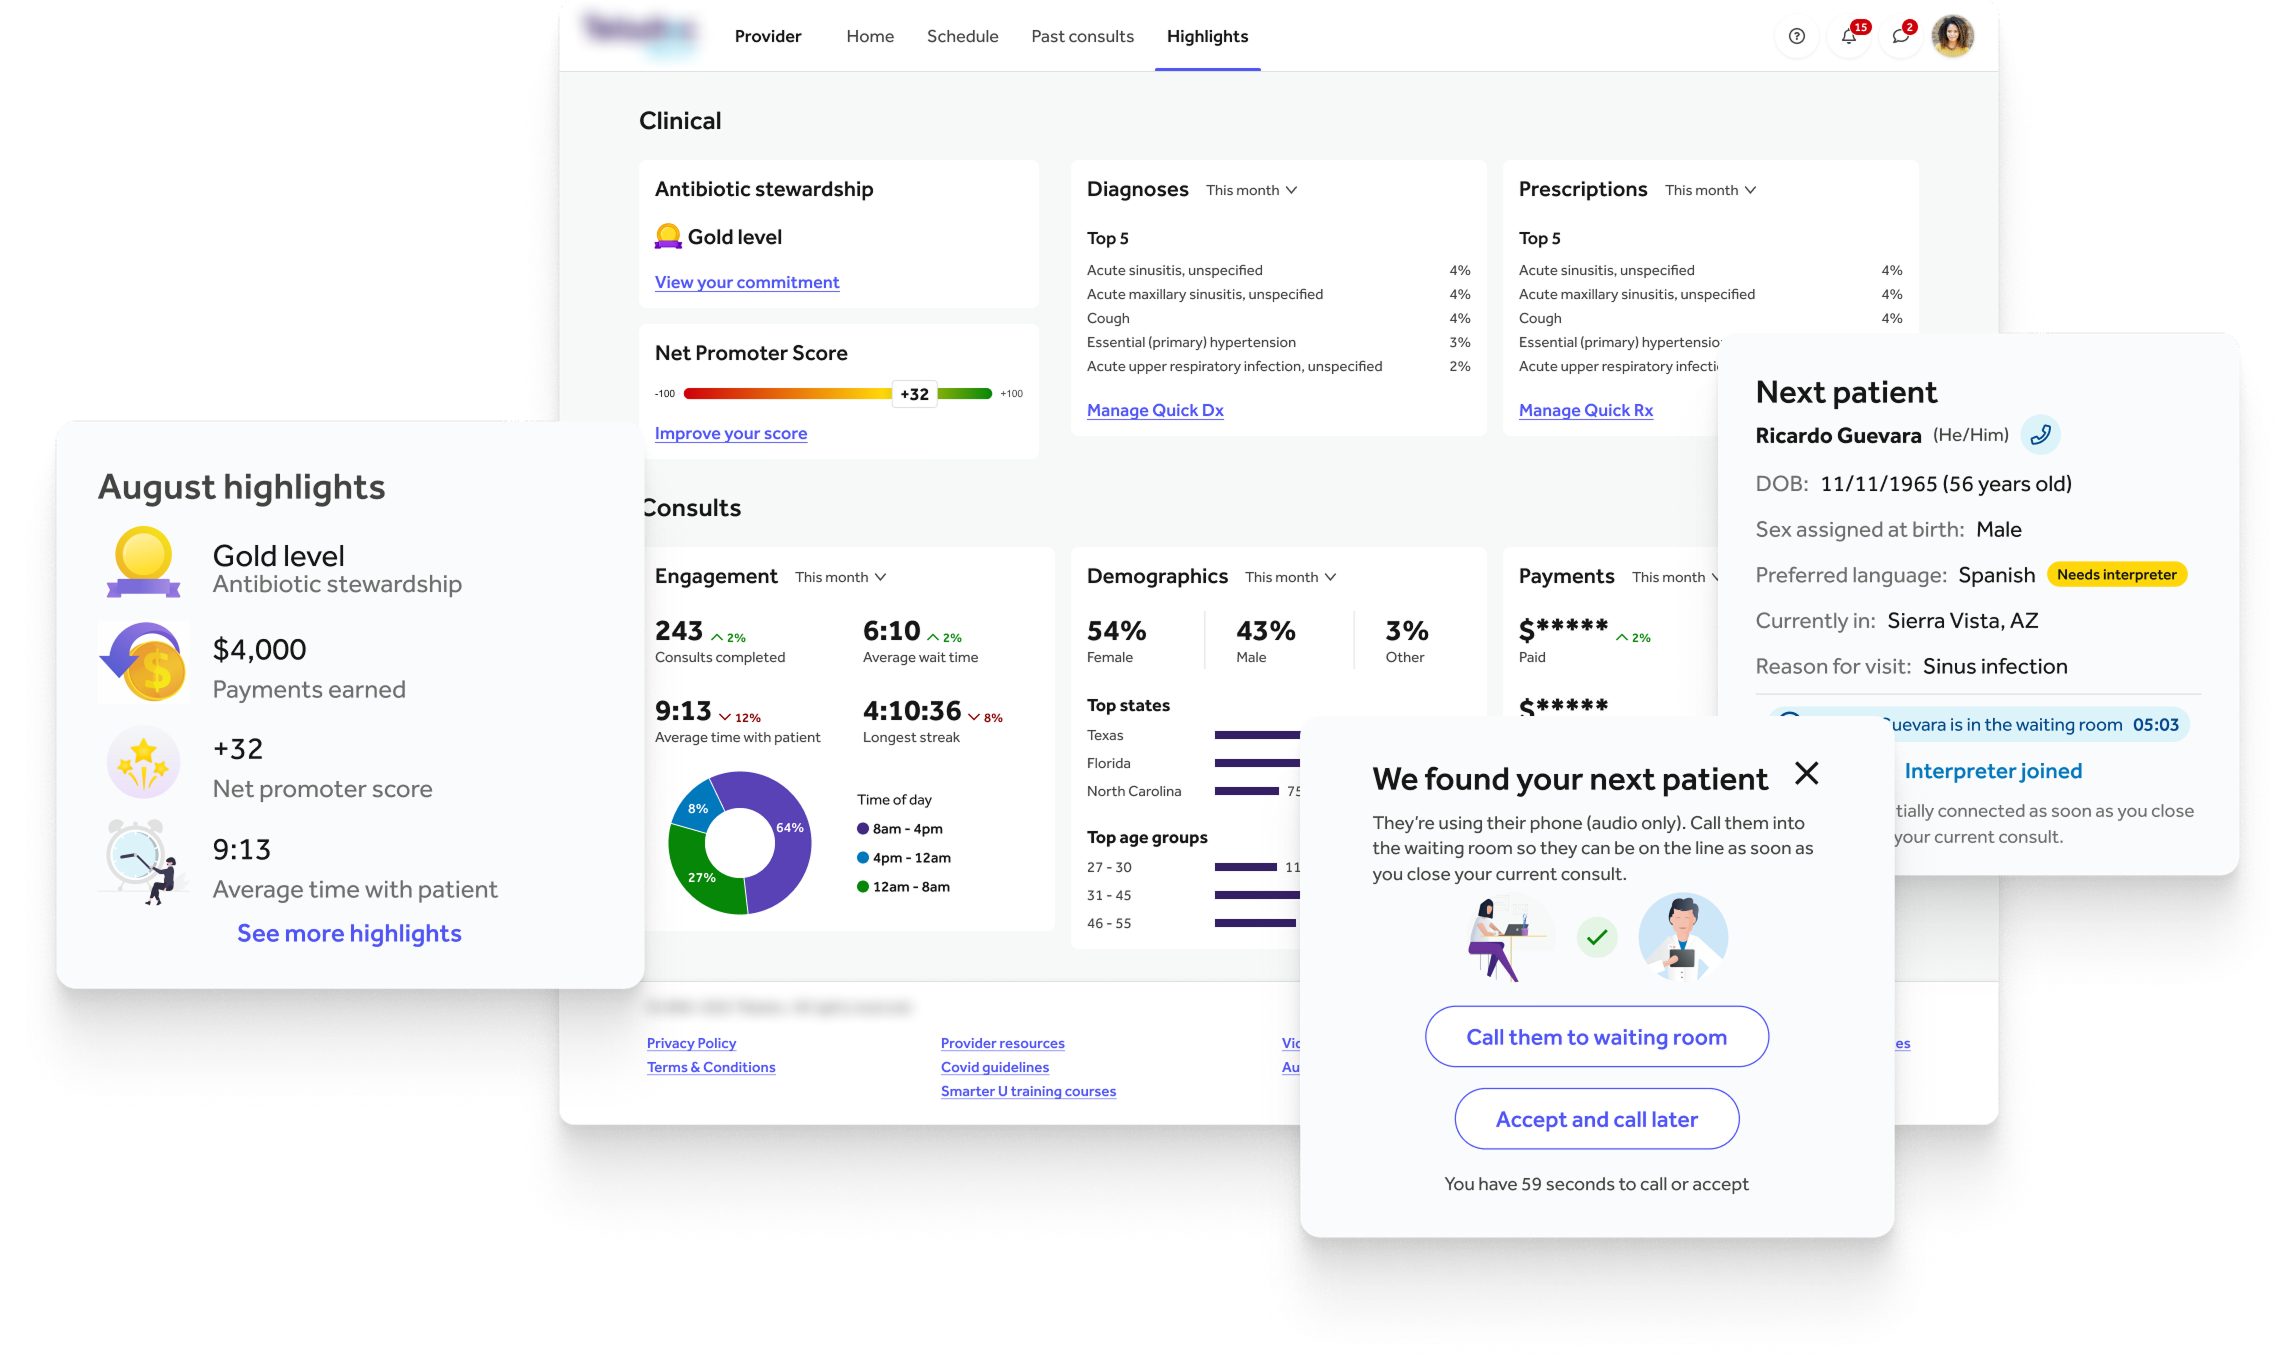 Provider
Home
Schedule
Past consults
Highlights
15
2
Clinical
Antibiotic stewardship
Gold level
View your commitment
Net Promoter Score
-100
+32
+100
Improve your score
Diagnoses
This month
Top 5
Acute sinusitis, unspecified 4%
Acute maxillary sinusitis, unspecified 4%
Cough 4%
Essential (primary) hypertension 3%
Acute upper respiratory infection, unspecified 2%
Manage Quick Dx
Prescriptions
This month
Top 5
Acute sinusitis, unspecified 4%
Acute maxillary sinusitis, unspecified 4%
Cough 4%
Essential (primary) hypertensio
Acute upper respiratory infecti
Manage Quick Rx
Next patient
Ricardo Guevara (He/Him)
DOB: 11/11/1965 (56 years old)
Sex assigned at birth: Male
Preferred language: Spanish Needs interpreter
Currently in: Sierra Vista, AZ
Reason for visit: Sinus infection
uevara is in the waiting room 05:03
Interpreter joined
tially connected as soon as you close
your current consult.
August highlights
Gold level
Antibiotic stewardship
$4,000
Payments earned
+32
Net promoter score
9:13
Average time with patient
See more highlights
Consults
Engagement
This month
243 2%
Consults completed
6:10 2%
Average wait time
9:13 12%
Average time with patient
4:10:36 8%
Longest streak
8%
64%
27%
Time of day
8am - 4pm
4pm - 12am
12am - 8am
Demographics
This month
54%
Female
43%
Male
3%
Other
Top states
Texas
Florida
North Carolina 75
Top age groups
27 - 30 11
31 - 45
46 - 55
Payments
This month
$***** 2%
Paid
$*****
We found your next patient
They're using their phone (audio only). Call them into
the waiting room so they can be on the line as soon as
you close your current consult.
Call them to waiting room
Accept and call later
You have 59 seconds to call or accept
Privacy Policy
Terms & Conditions
Provider resources
Covid guidelines
Smarter U training courses
Vic
Au
es